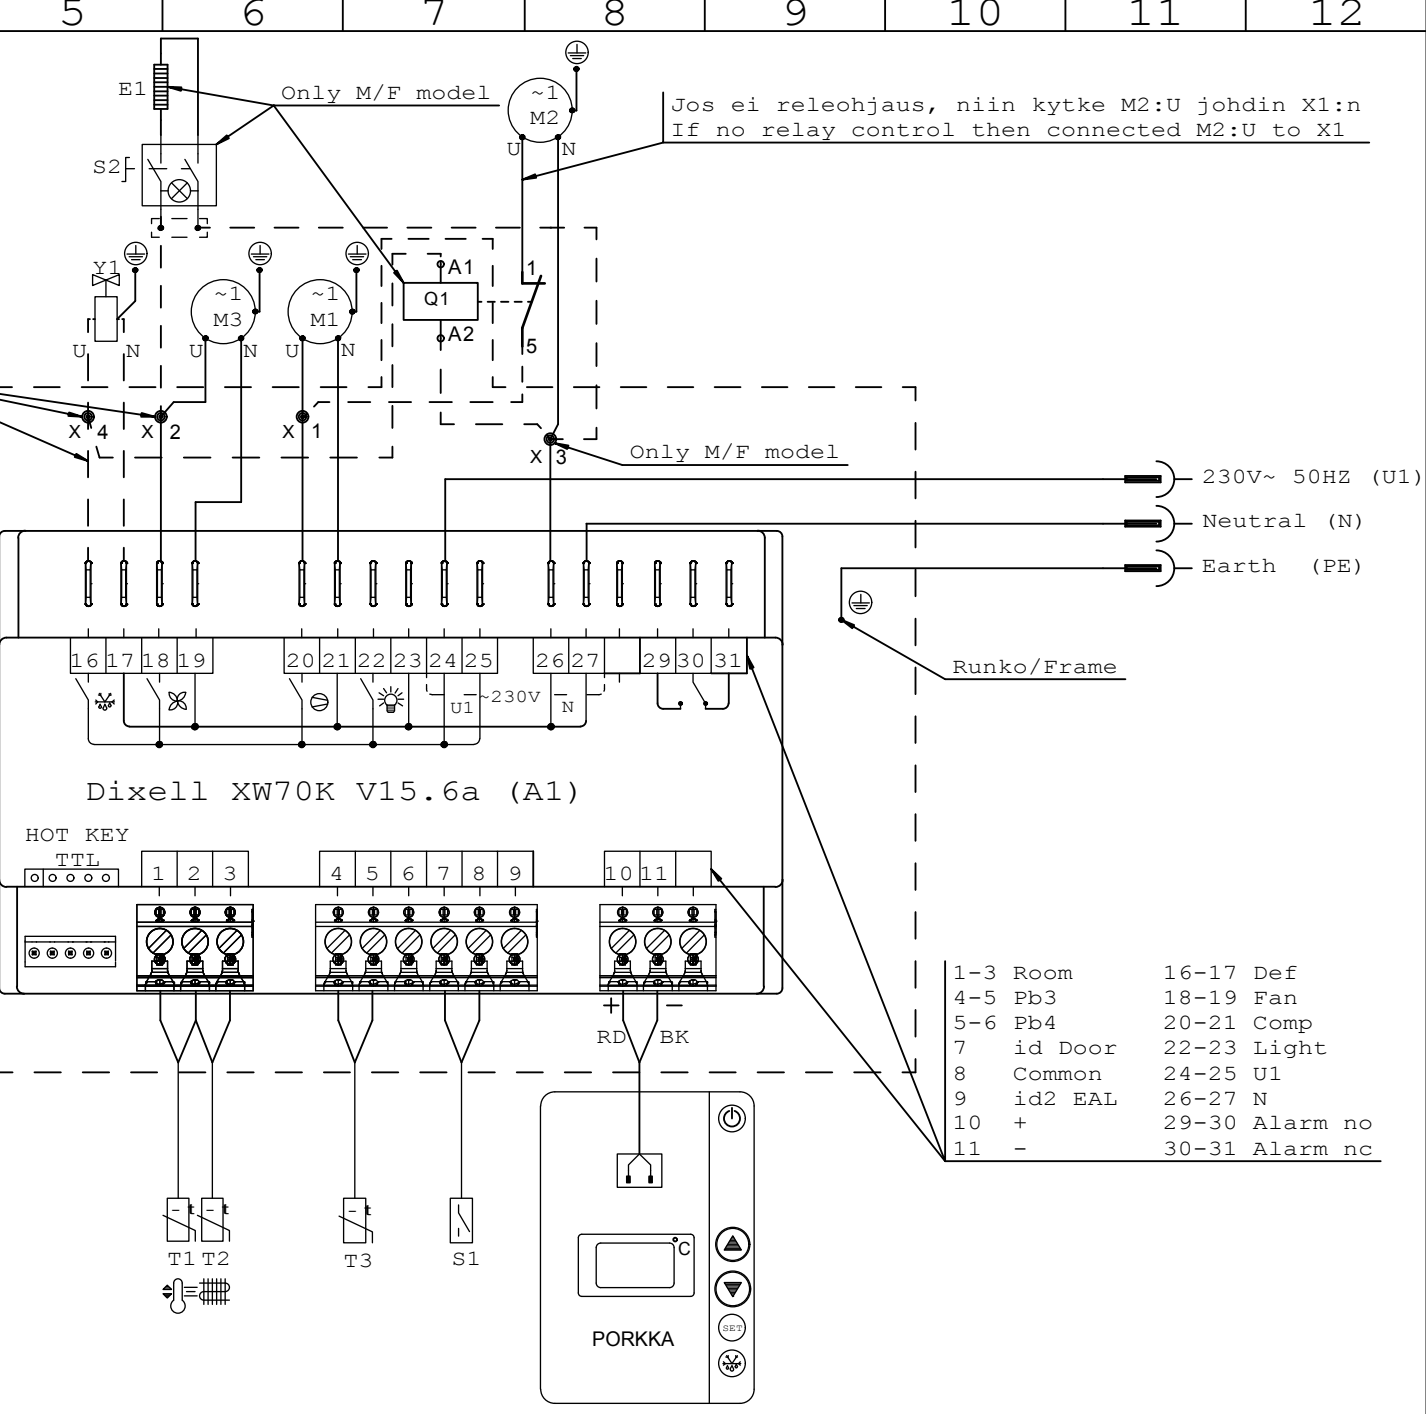 5 6 7 8 9 10 11 12
E1
Only M/F model
~1
M2
U N
Jos ei releohjaus, niin kytke M2:U johdin X1:n
If no relay control then connected M2:U to X1
S2
Y1
U N
~1
M3
U N
~1
M1
U N
A1
Q1
A2
1
5
X 4
X 2
X 1
X 3
Only M/F model
230V~ 50HZ (U1)
Neutral (N)
Earth (PE)
Runko/Frame
16 17 18 19 20 21 22 23 24 25 26 27 29 30 31
U1 ~230V N
Dixell XW70K V15.6a (A1)
HOT KEY
TTL
1 2 3 4 5 6 7 8 9 10 11
+ −
RD BK
1-3 Room 16-17 Def
4-5 Pb3 18-19 Fan
5-6 Pb4 20-21 Comp
7 id Door 22-23 Light
8 Common 24-25 U1
9 id2 EAL 26-27 N
10 + 29-30 Alarm no
11 - 30-31 Alarm nc
- t - t - t
T1 T2 T3 S1
°C
SET
PORKKA